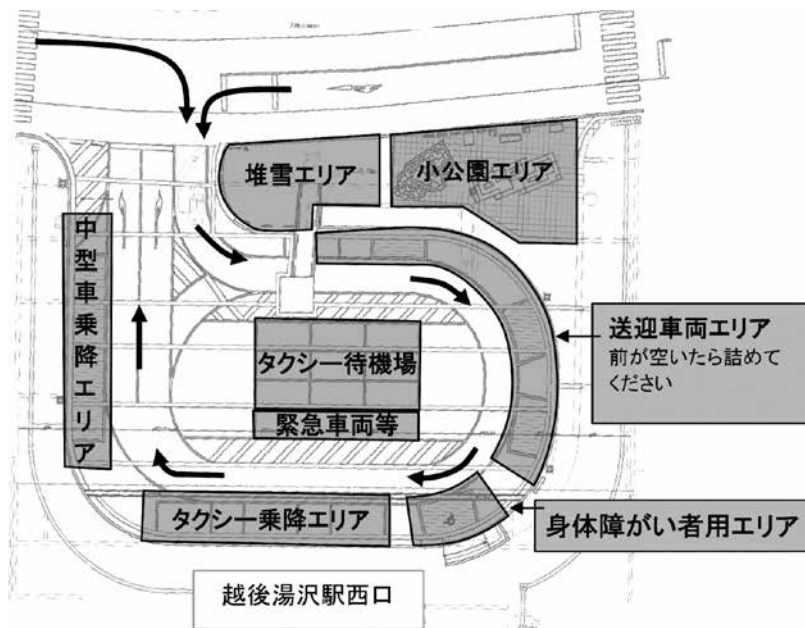 堆雪エリア
小公園エリア
中型車乗降エリア
送迎車両エリア
前が空いたら詰めて
ください
タクシー待機場
緊急車両等
タクシー乗降エリア
身体障がい者用エリア
越後湯沢駅西口